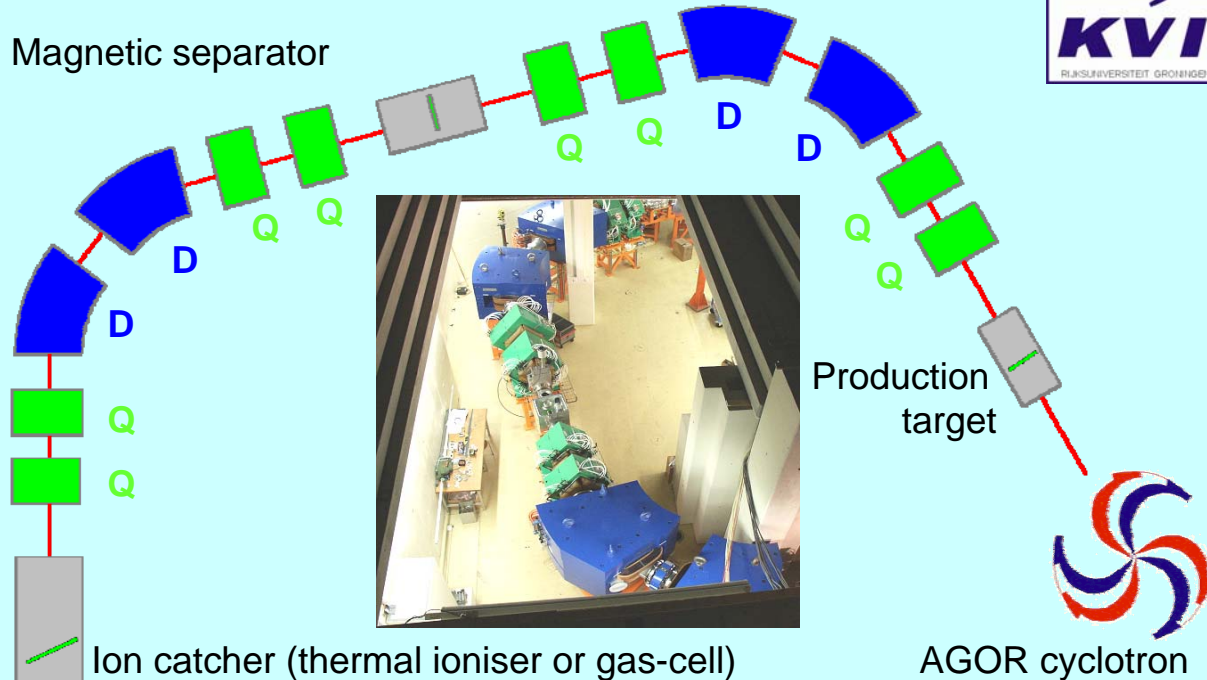 Magnetic separator
KVI
RIJKSUNIVERSITEIT GRONINGEN
Q
Q
D
D
Q
Q
D
D
Q
Q
Q
Q
Production
target
Ion catcher (thermal ioniser or gas-cell)
AGOR cyclotron